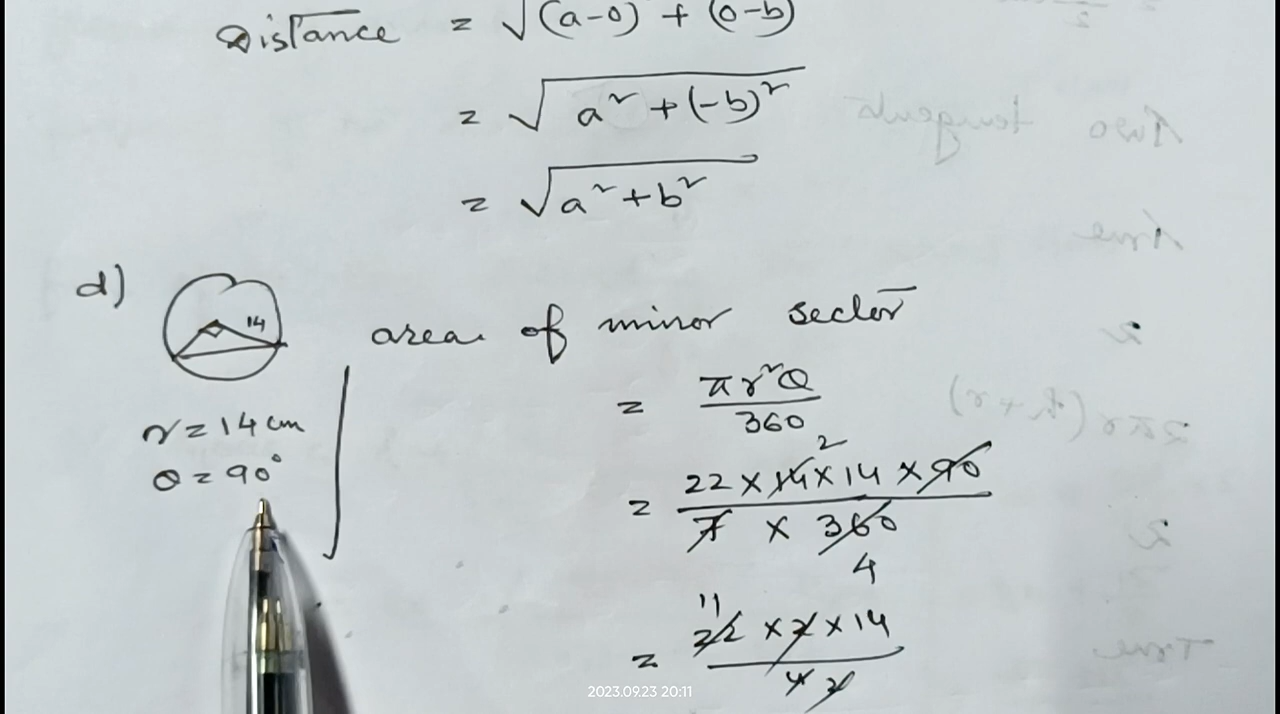 Distance = √(a-0) + (0-b)
= √a² + (-b)²
= √a² + b²
d)
14
r = 14 cm
θ = 90°
area of minor sector
= πr²θ / 360
2
= 22 × 14 × 14 × 90 / 7 × 360
4
11
= 22 × 2 × 14 / 4 2
2023.09.23 20:11